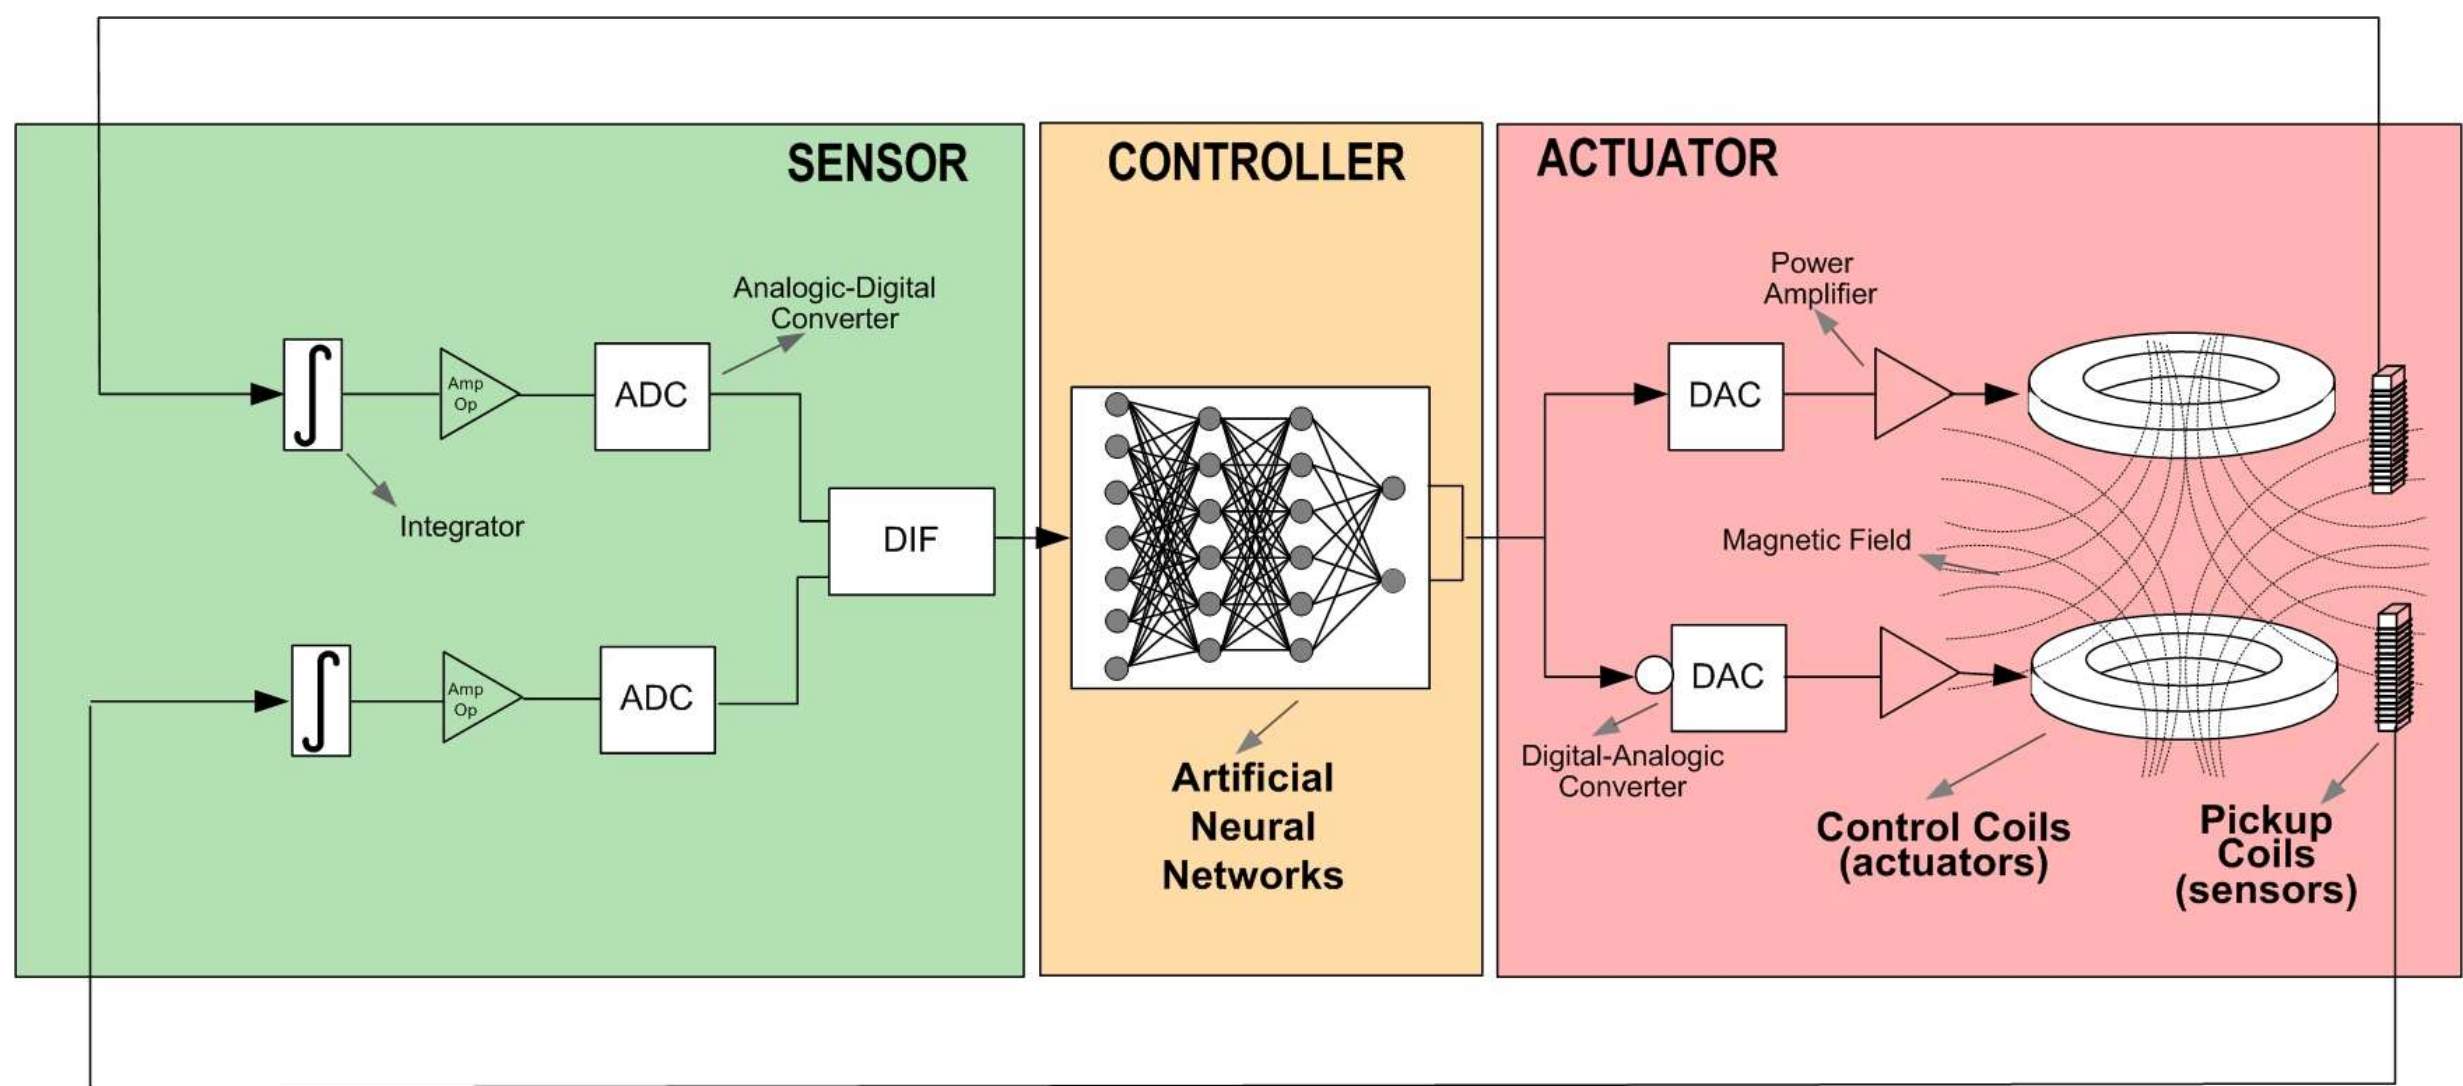 SENSOR
CONTROLLER
ACTUATOR
Analogic-Digital
Converter
Amp
Op
ADC
Integrator
DIF
Amp
Op
ADC
Artificial
Neural
Networks
Power
Amplifier
DAC
Magnetic Field
DAC
Digital-Analogic
Converter
Control Coils
(actuators)
Pickup
Coils
(sensors)